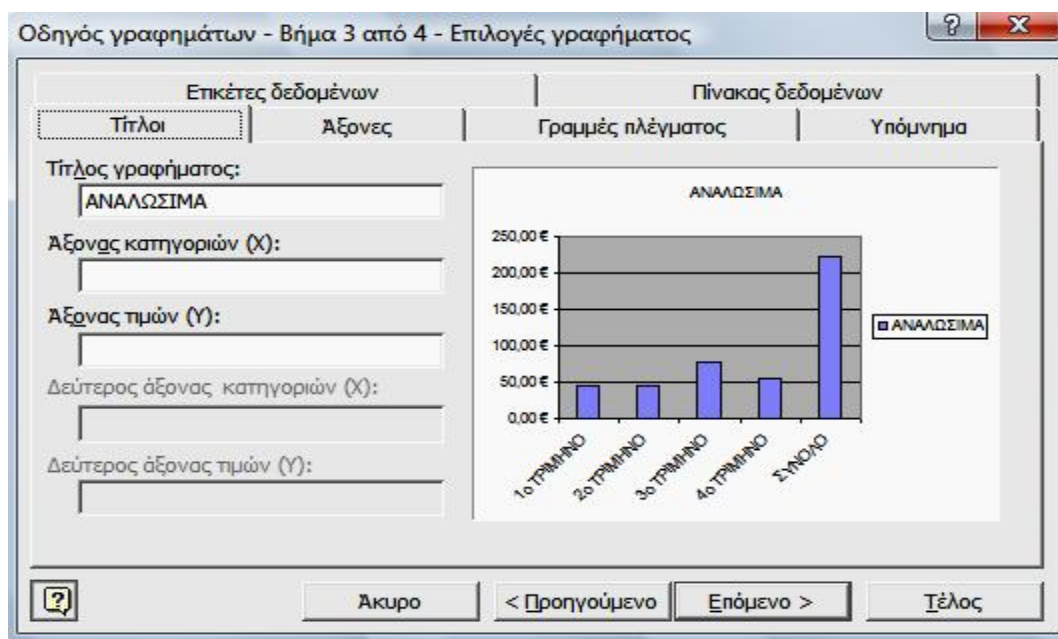 Οδηγός γραφημάτων - Βήμα 3 από 4 - Επιλογές γραφήματος
Ετικέτες δεδομένων
Πίνακας δεδομένων
Τίτλοι
Άξονες
Γραμμές πλέγματος
Υπόμνημα
Τίτλος γραφήματος:
ΑΝΑΛΩΣΙΜΑ
Άξονας κατηγοριών (X):
Άξονας τιμών (Y):
Δεύτερος άξονας κατηγοριών (X):
Δεύτερος άξονας τιμών (Y):
ΑΝΑΛΩΣΙΜΑ
250,00 €
200,00 €
150,00 €
100,00 €
50,00 €
0,00 €
1ο ΤΡΙΜΗΝΟ
2ο ΤΡΙΜΗΝΟ
3ο ΤΡΙΜΗΝΟ
4ο ΤΡΙΜΗΝΟ
ΣΥΝΟΛΟ
ΑΝΑΛΩΣΙΜΑ
Άκυρο
< Προηγούμενο
Επόμενο >
Τέλος